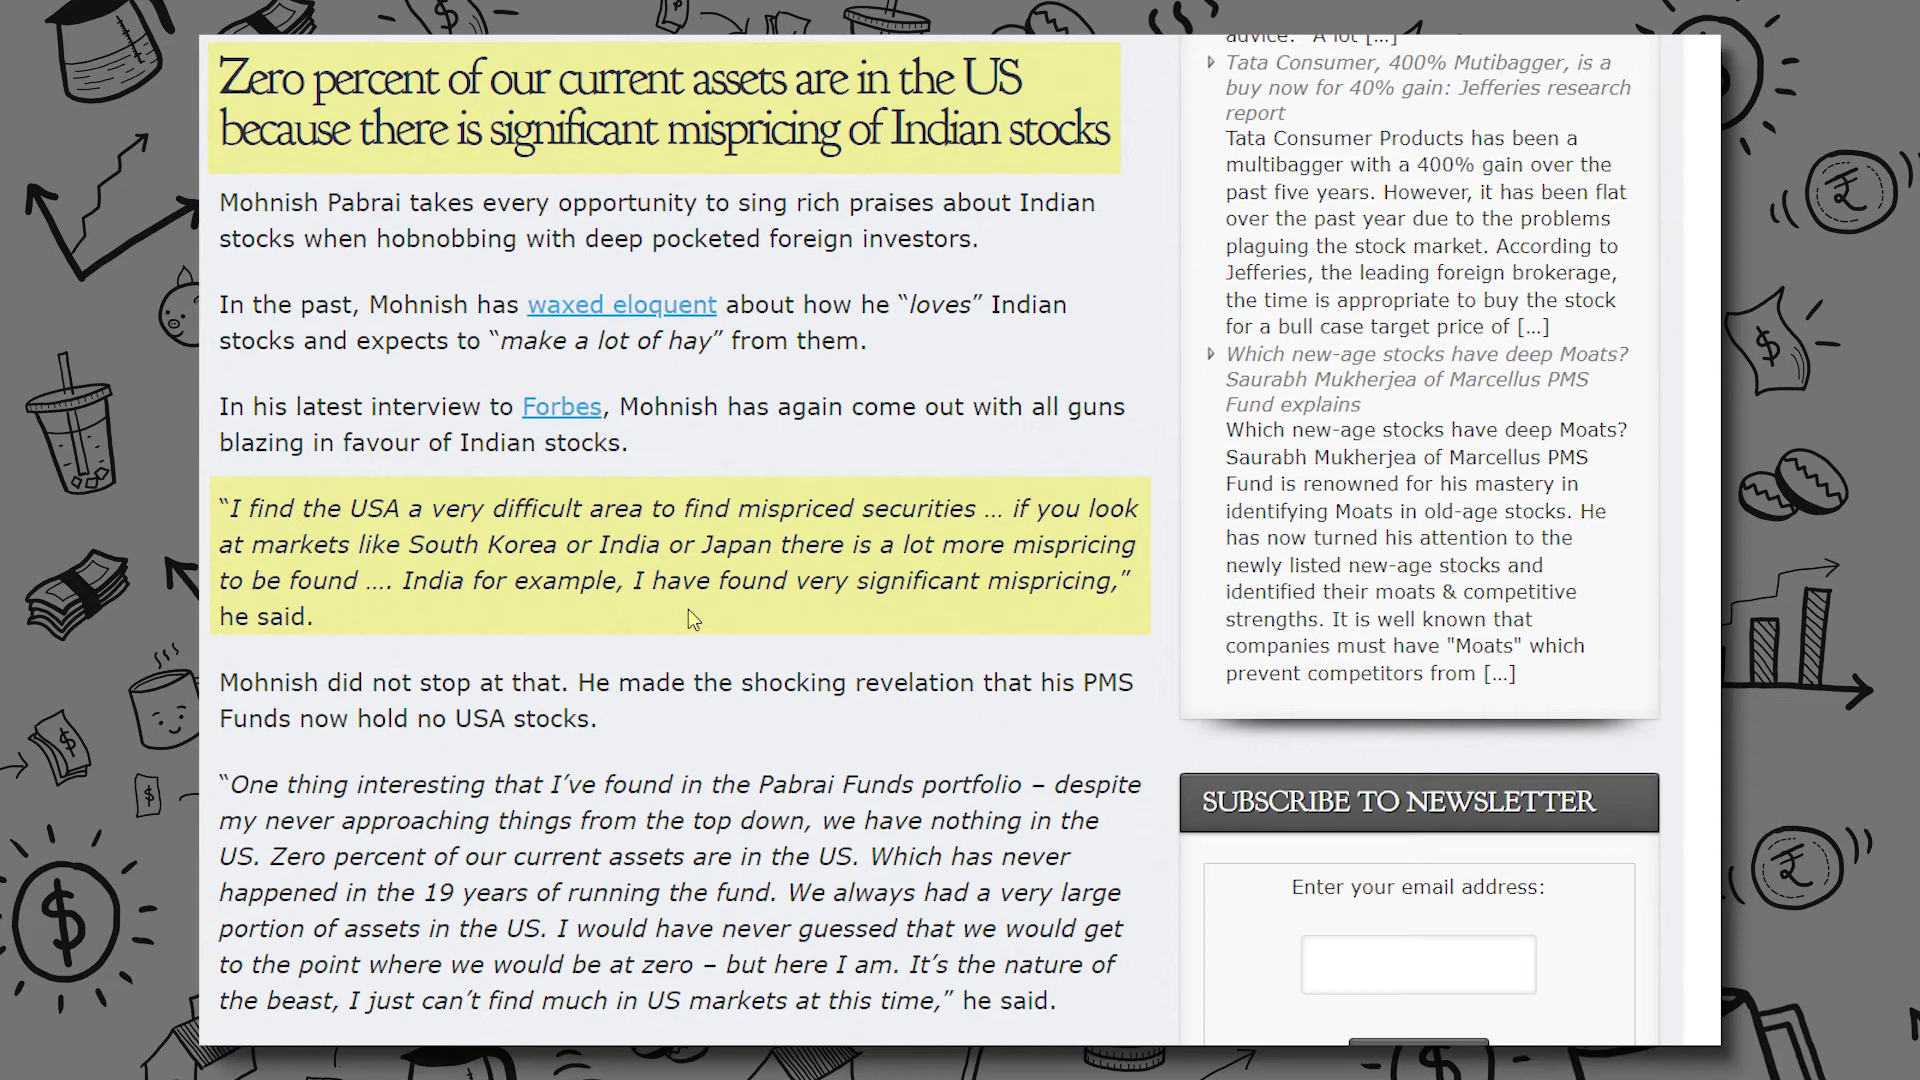 Zero percent of our current assets are in the US
because there is significant mispricing of Indian stocks
Mohnish Pabrai takes every opportunity to sing rich praises about Indian
stocks when hobnobbing with deep pocketed foreign investors.
In the past, Mohnish has waxed eloquent about how he “loves” Indian
stocks and expects to “make a lot of hay” from them.
In his latest interview to Forbes, Mohnish has again come out with all guns
blazing in favour of Indian stocks.
“I find the USA a very difficult area to find mispriced securities … if you look
at markets like South Korea or India or Japan there is a lot more mispricing
to be found …. India for example, I have found very significant mispricing,”
he said.
Mohnish did not stop at that. He made the shocking revelation that his PMS
Funds now hold no USA stocks.
“One thing interesting that I’ve found in the Pabrai Funds portfolio – despite
my never approaching things from the top down, we have nothing in the
US. Zero percent of our current assets are in the US. Which has never
happened in the 19 years of running the fund. We always had a very large
portion of assets in the US. I would have never guessed that we would get
to the point where we would be at zero – but here I am. It’s the nature of
the beast, I just can’t find much in US markets at this time,” he said.
advice. "A lot [...]
Tata Consumer, 400% Mutibagger, is a
buy now for 40% gain: Jefferies research
report
Tata Consumer Products has been a
multibagger with a 400% gain over the
past five years. However, it has been flat
over the past year due to the problems
plaguing the stock market. According to
Jefferies, the leading foreign brokerage,
the time is appropriate to buy the stock
for a bull case target price of [...]
Which new-age stocks have deep Moats?
Saurabh Mukherjea of Marcellus PMS
Fund explains
Which new-age stocks have deep Moats?
Saurabh Mukherjea of Marcellus PMS
Fund is renowned for his mastery in
identifying Moats in old-age stocks. He
has now turned his attention to the
newly listed new-age stocks and
identified their moats & competitive
strengths. It is well known that
companies must have "Moats" which
prevent competitors from [...]
SUBSCRIBE TO NEWSLETTER
Enter your email address: